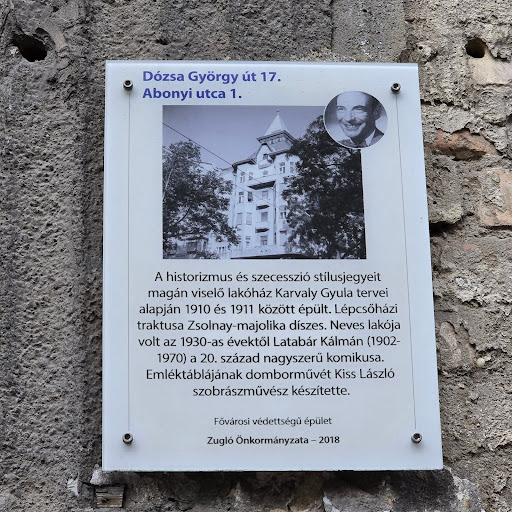 Dózsa György út 17.
Abonyi utca 1.
A historizmus és szecesszió stílusjegyeit
magán viselő lakóház Karvaly Gyula tervei
alapján 1910 és 1911 között épült. Lépcsőházi
traktusa Zsolnay-majolika díszes. Neves lakója
volt az 1930-as évektől Latabár Kálmán (1902-
1970) a 20. század nagyszerű komikusa.
Emléktáblájának domborművét Kiss László
szobrászművész készítette.
Fővárosi védettségű épület
Zugló Önkormányzata – 2018